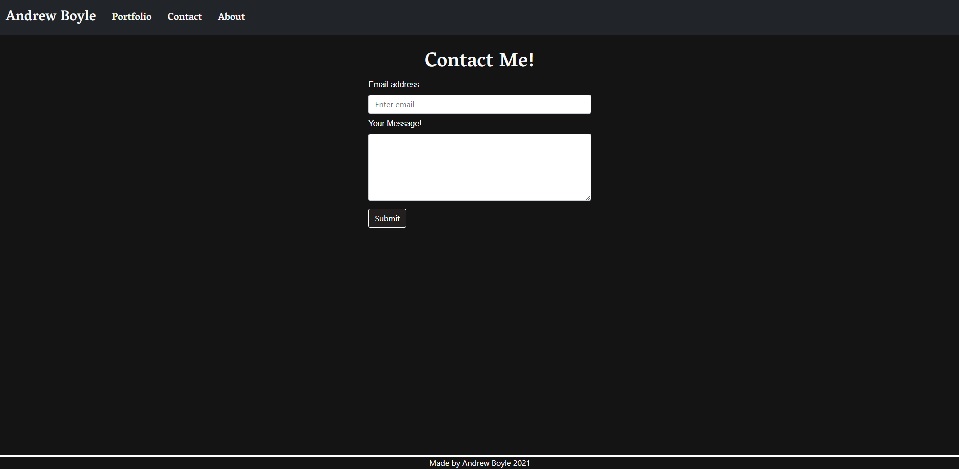 Andrew Boyle Portfolio Contact About
Contact Me!
Email address
Enter email
Your Message!
Submit
Made by Andrew Boyle 2021